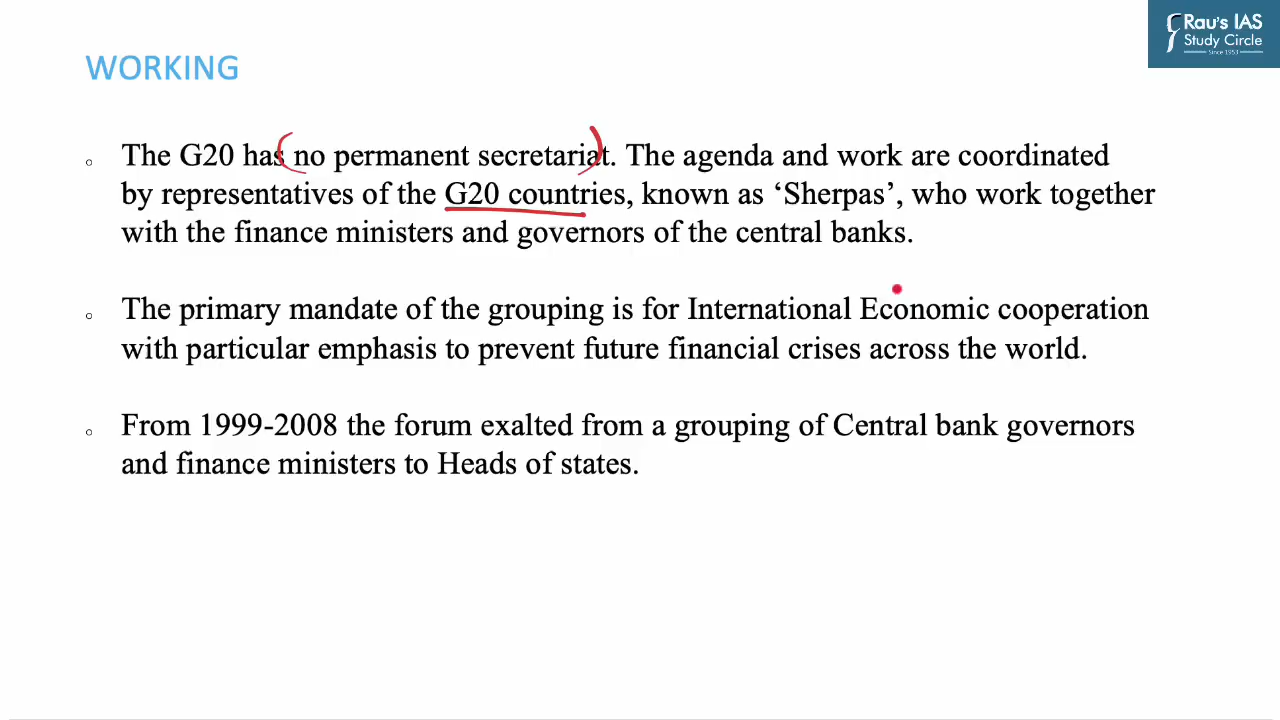 Rau's IAS
Study Circle
Since 1953
WORKING
The G20 has no permanent secretariat. The agenda and work are coordinated
by representatives of the G20 countries, known as ‘Sherpas’, who work together
with the finance ministers and governors of the central banks.
The primary mandate of the grouping is for International Economic cooperation
with particular emphasis to prevent future financial crises across the world.
From 1999-2008 the forum exalted from a grouping of Central bank governors
and finance ministers to Heads of states.